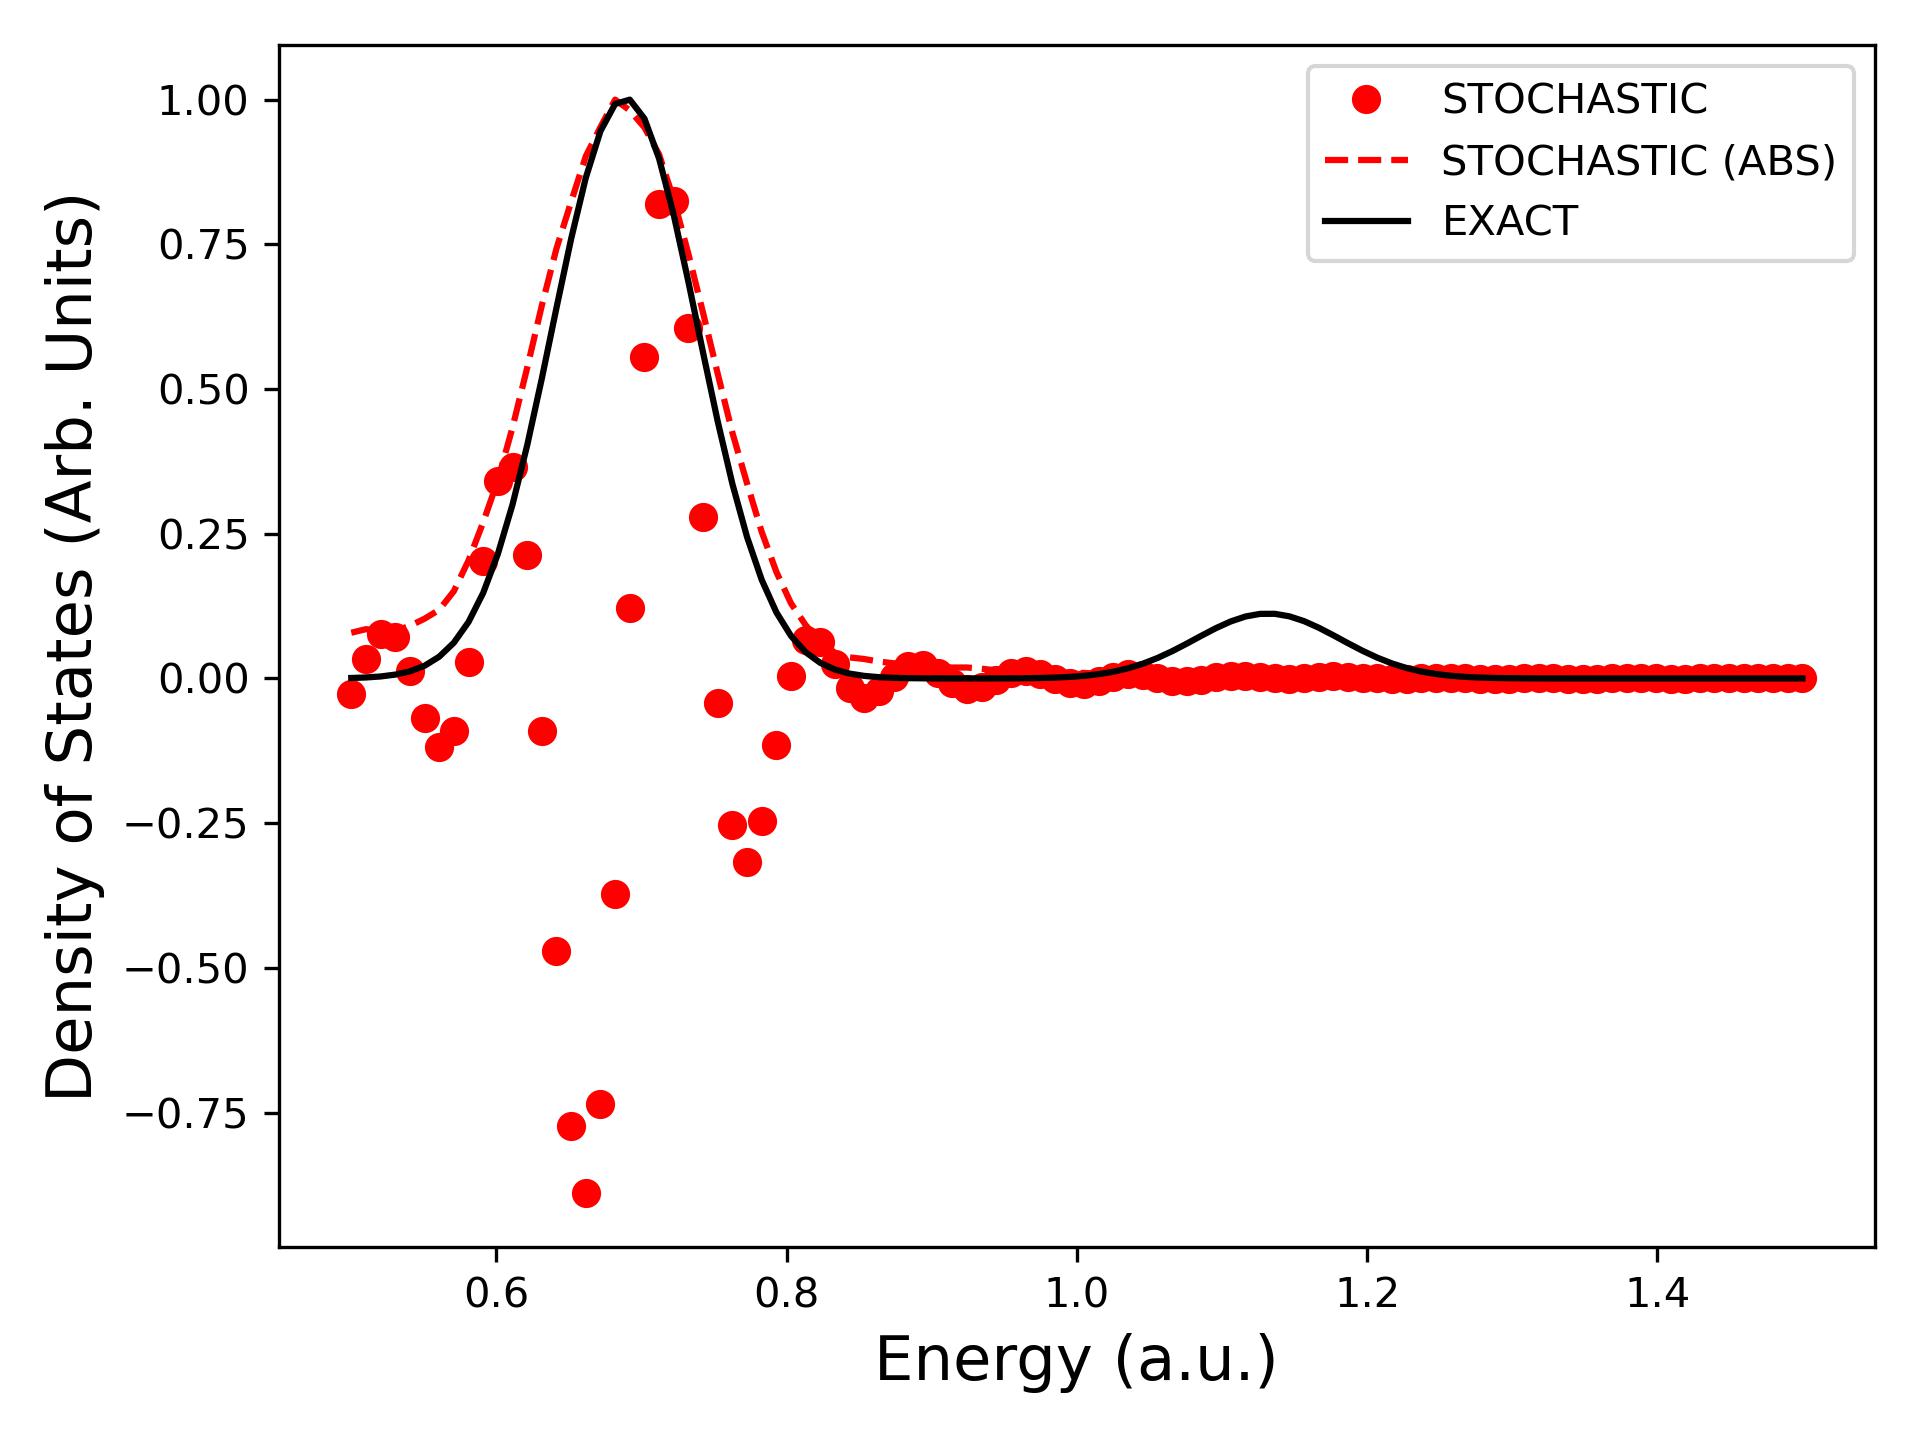 1.00
0.75
0.50
0.25
0.00
−0.25
−0.50
−0.75
Density of States (Arb. Units)
STOCHASTIC
STOCHASTIC (ABS)
EXACT
0.6 0.8 1.0 1.2 1.4
Energy (a.u.)